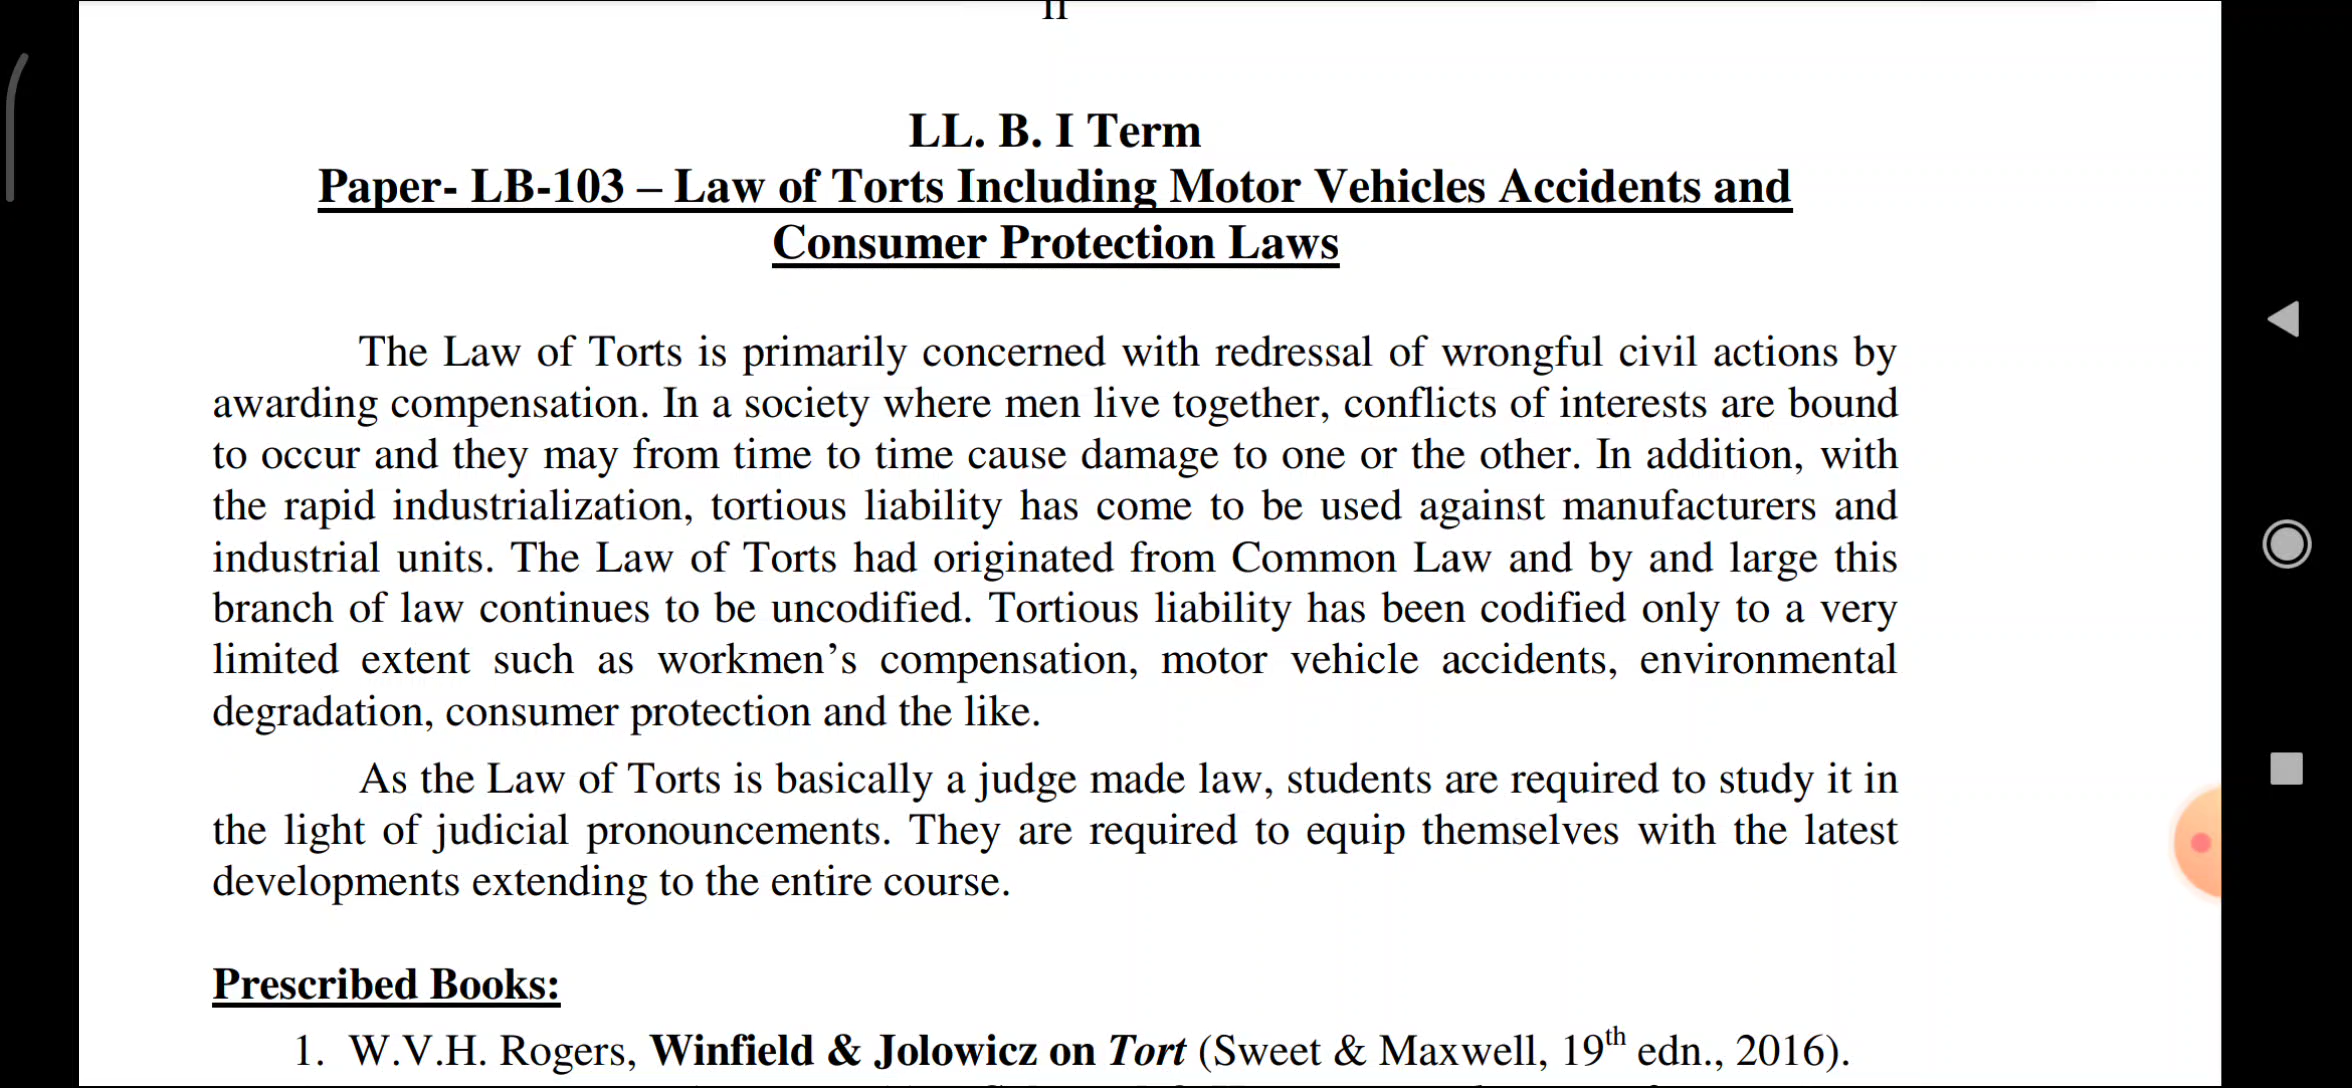 II
LL. B. I Term
Paper- LB-103 – Law of Torts Including Motor Vehicles Accidents and
Consumer Protection Laws
The Law of Torts is primarily concerned with redressal of wrongful civil actions by
awarding compensation. In a society where men live together, conflicts of interests are bound
to occur and they may from time to time cause damage to one or the other. In addition, with
the rapid industrialization, tortious liability has come to be used against manufacturers and
industrial units. The Law of Torts had originated from Common Law and by and large this
branch of law continues to be uncodified. Tortious liability has been codified only to a very
limited extent such as workmen’s compensation, motor vehicle accidents, environmental
degradation, consumer protection and the like.
As the Law of Torts is basically a judge made law, students are required to study it in
the light of judicial pronouncements. They are required to equip themselves with the latest
developments extending to the entire course.
Prescribed Books:
1. W.V.H. Rogers, Winfield & Jolowicz on Tort (Sweet & Maxwell, 19th edn., 2016).